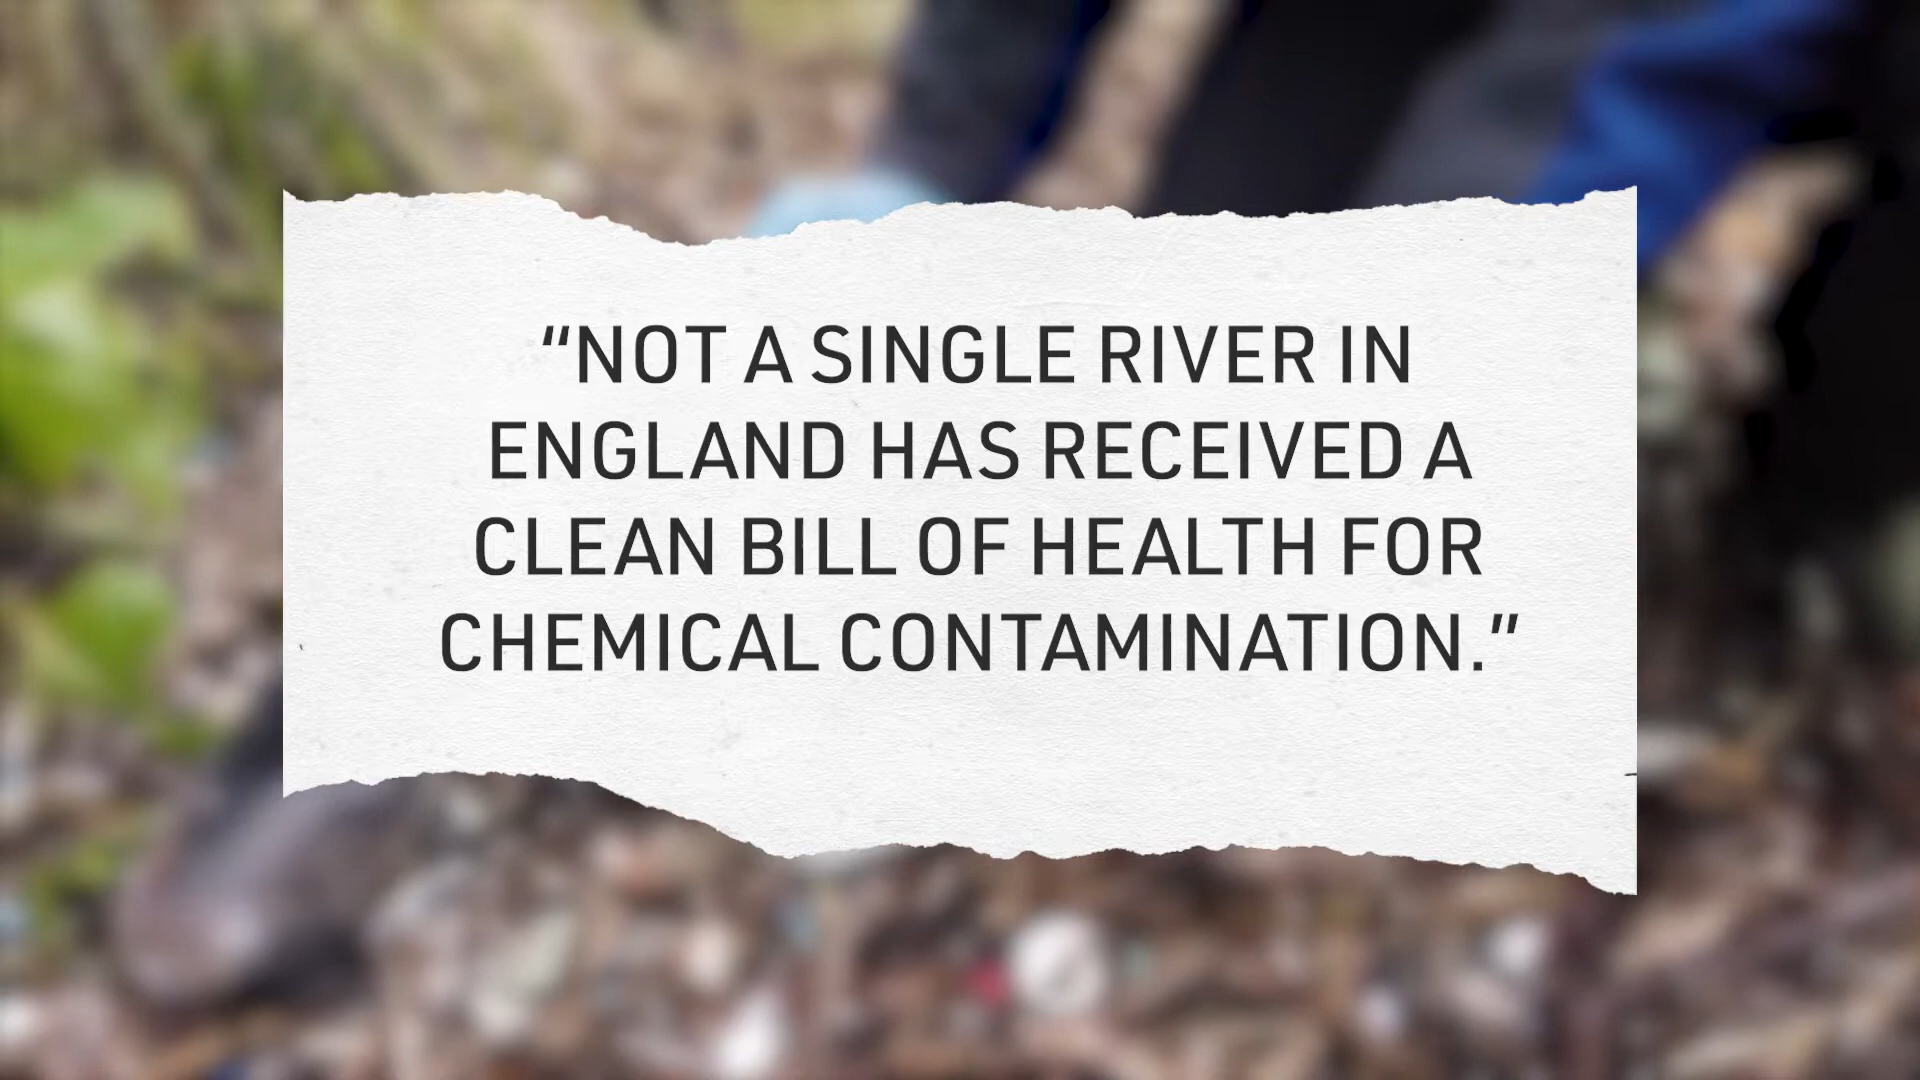 “NOT A SINGLE RIVER IN
ENGLAND HAS RECEIVED A
CLEAN BILL OF HEALTH FOR
CHEMICAL CONTAMINATION.”